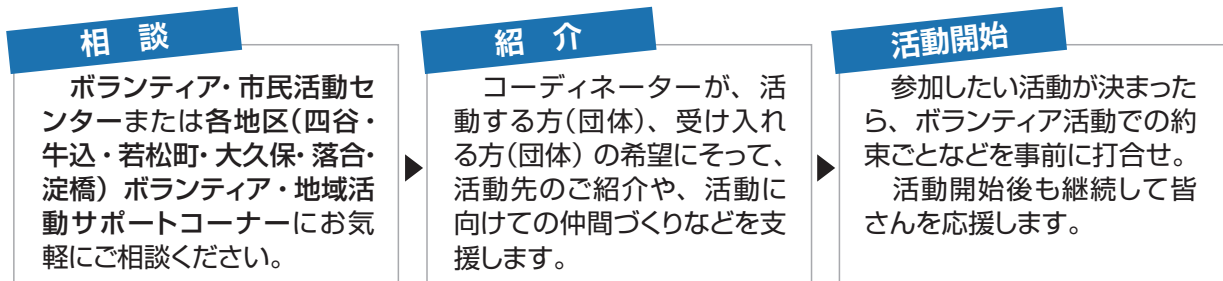 相　談
　ボランティア・市民活動セ
ンターまたは各地区(四谷・
牛込・若松町・大久保・落合・
淀橋) ボランティア・地域活
動サポートコーナーにお気
軽にご相談ください。
紹　介
　コーディネーターが、活
動する方(団体)、受け入れ
る方(団体) の希望にそって、
活動先のご紹介や、活動に
向けての仲間づくりなどを支
援します。
活動開始
　参加したい活動が決まった
ら、ボランティア活動での約
束ごとなどを事前に打合せ。
　活動開始後も継続して皆
さんを応援します。